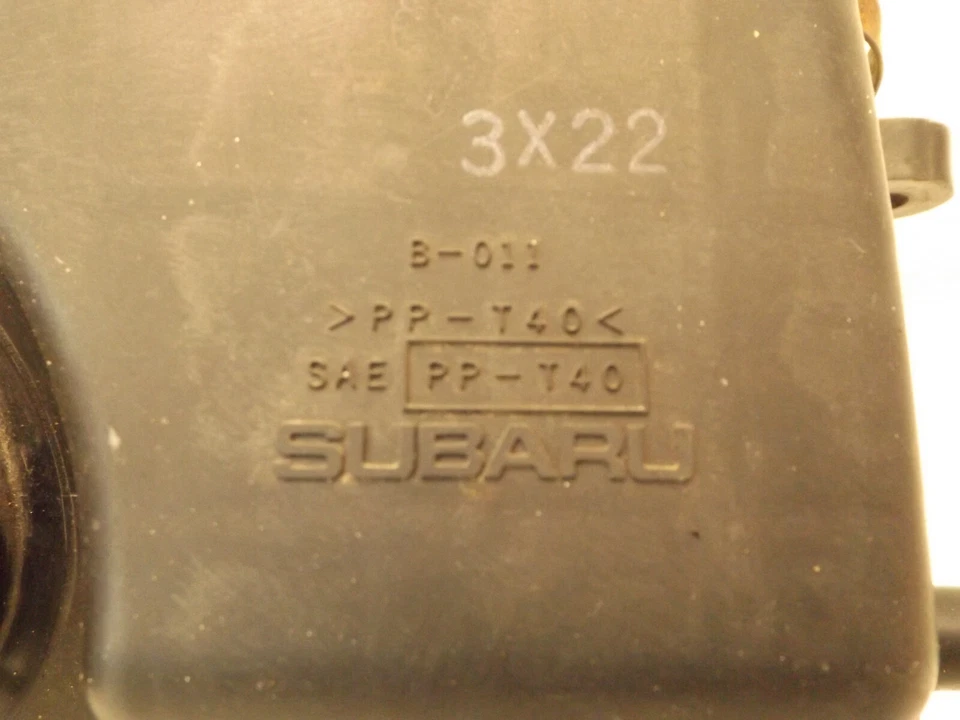 3X22
B-011
>PP-T40<
SAE PP-T40
SUBARU